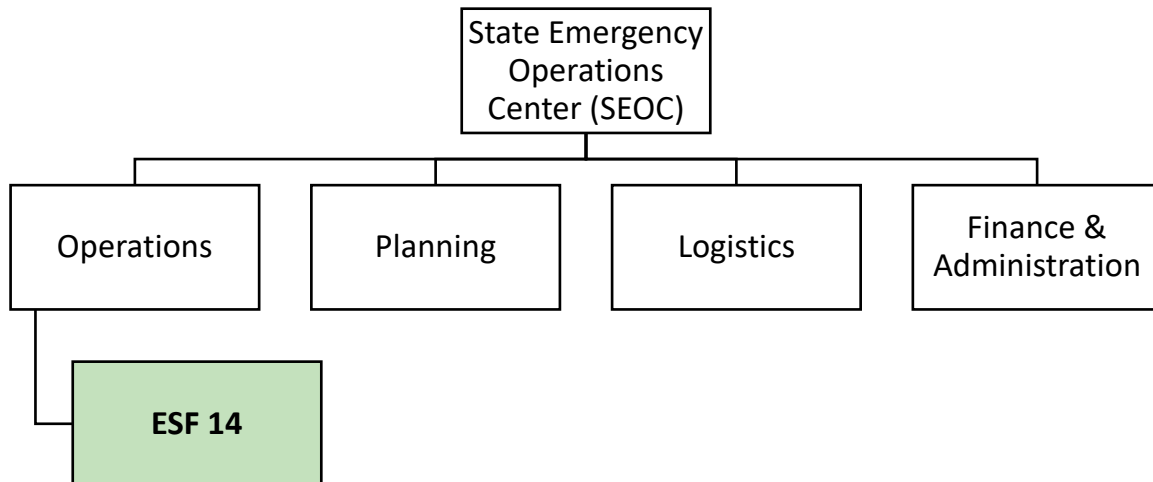 State Emergency
Operations
Center (SEOC)
Operations
Planning
Logistics
Finance &
Administration
ESF 14